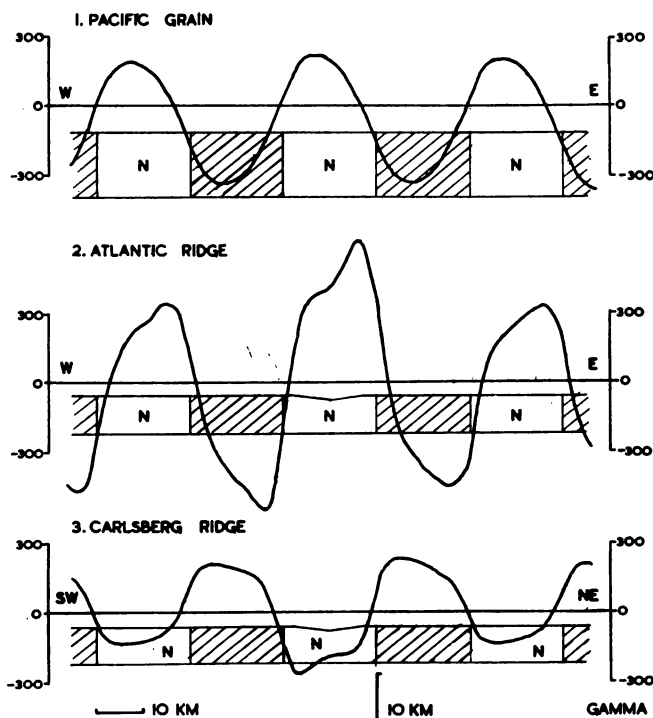 1. PACIFIC GRAIN
300 300
W E
0 0
N N N
-300 -300
2. ATLANTIC RIDGE
300 300
W E
0 0
N N N
-300 -300
3. CARLSBERG RIDGE
300 300
SW NE
0 0
N N N
-300 -300
10 KM 10 KM GAMMA